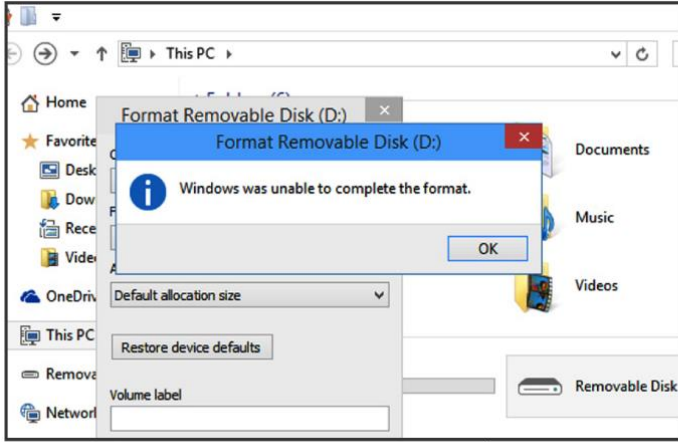 This PC
Home
Format Removable Disk (D:)
Favorite
Format Removable Disk (D:)
Documents
Desk
Windows was unable to complete the format.
Dow
Rece
Music
Vide
OK
OneDriv
Default allocation size
Videos
This PC
Restore device defaults
Remova
Removable Disk
Volume label
Network